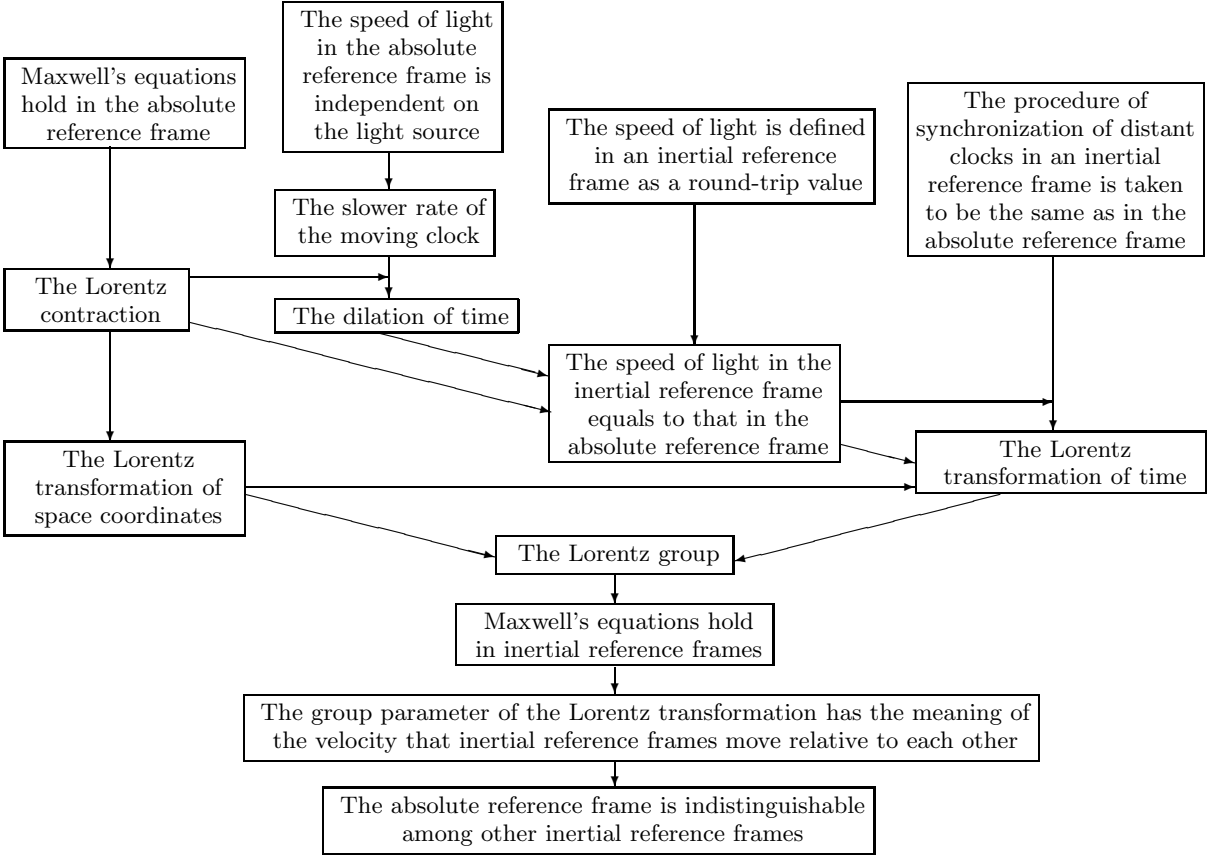 The speed of light
in the absolute
reference frame is
independent on
the light source
Maxwell's equations
hold in the absolute
reference frame
The speed of light is defined
in an inertial reference
frame as a round-trip value
The procedure of
synchronization of distant
clocks in an inertial
reference frame is taken
to be the same as in the
absolute reference frame
The slower rate of
the moving clock
The Lorentz
contraction
The dilation of time
The speed of light in the
inertial reference frame
equals to that in the
absolute reference frame
The Lorentz
transformation of
space coordinates
The Lorentz
transformation of time
The Lorentz group
Maxwell's equations hold
in inertial reference frames
The group parameter of the Lorentz transformation has the meaning of
the velocity that inertial reference frames move relative to each other
The absolute reference frame is indistinguishable
among other inertial reference frames